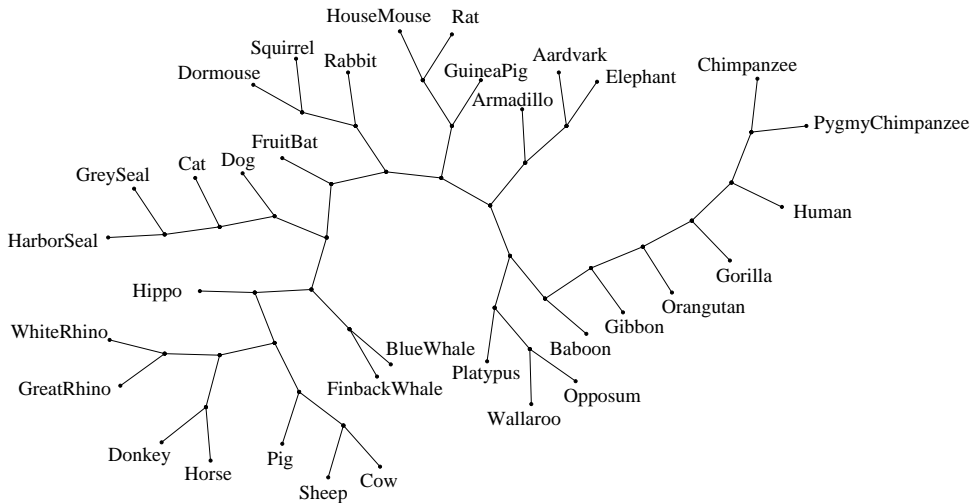 HouseMouse
Rat
Squirrel
Rabbit
Aardvark
Chimpanzee
Dormouse
GuineaPig
Elephant
Armadillo
PygmyChimpanzee
FruitBat
Dog
Cat
GreySeal
Human
HarborSeal
Gorilla
Hippo
Orangutan
Gibbon
WhiteRhino
Baboon
BlueWhale
Platypus
GreatRhino
FinbackWhale
Opposum
Wallaroo
Donkey
Pig
Horse
Cow
Sheep